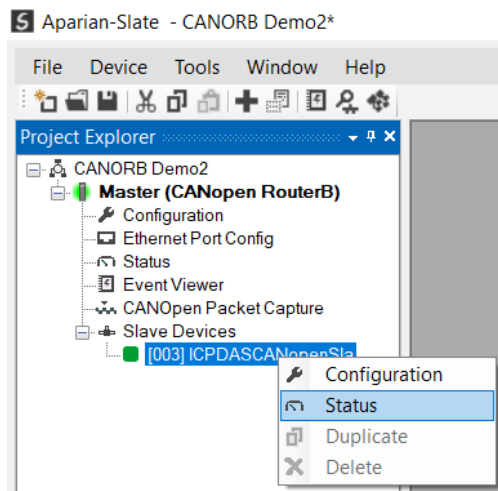 Aparian-Slate - CANORB Demo2*
File Device Tools Window Help
Project Explorer
CANORB Demo2
Master (CANopen RouterB)
Configuration
Ethernet Port Config
Status
Event Viewer
CANOpen Packet Capture
Slave Devices
[003] ICPDASCANopenSla
Configuration
Status
Duplicate
Delete